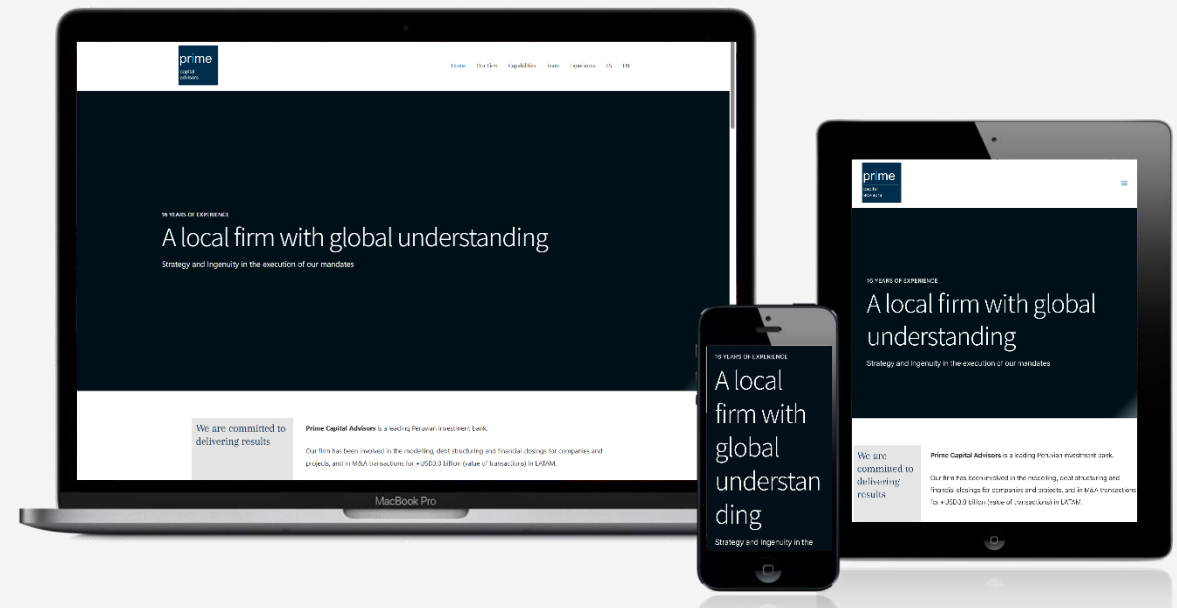 prime
capital
advisors
Home Our Firm Capabilities Team Experience ES EN
16 YEARS OF EXPERIENCE
A local firm with global understanding
Strategy and Ingenuity in the execution of our mandates
We are committed to
delivering results
Prime Capital Advisors is a leading Peruvian investment bank.
Our firm has been involved in the modelling, debt structuring and financial closings for companies and
projects, and in M&A transactions for +USD3.0 billion (value of transactions) in LATAM.
MacBook Pro
16 YEARS OF EXPERIENCE
A local
firm with
global
understan
ding
Strategy and Ingenuity in the
prime
capital
advisors
16 YEARS OF EXPERIENCE
A local firm with global
understanding
Strategy and Ingenuity in the execution of our mandates
We are
committed to
delivering
results
Prime Capital Advisors is a leading Peruvian investment bank.
Our firm has been involved in the modelling, debt structuring and
financial closings for companies and projects, and in M&A transactions
for +USD3.0 billion (value of transactions) in LATAM.